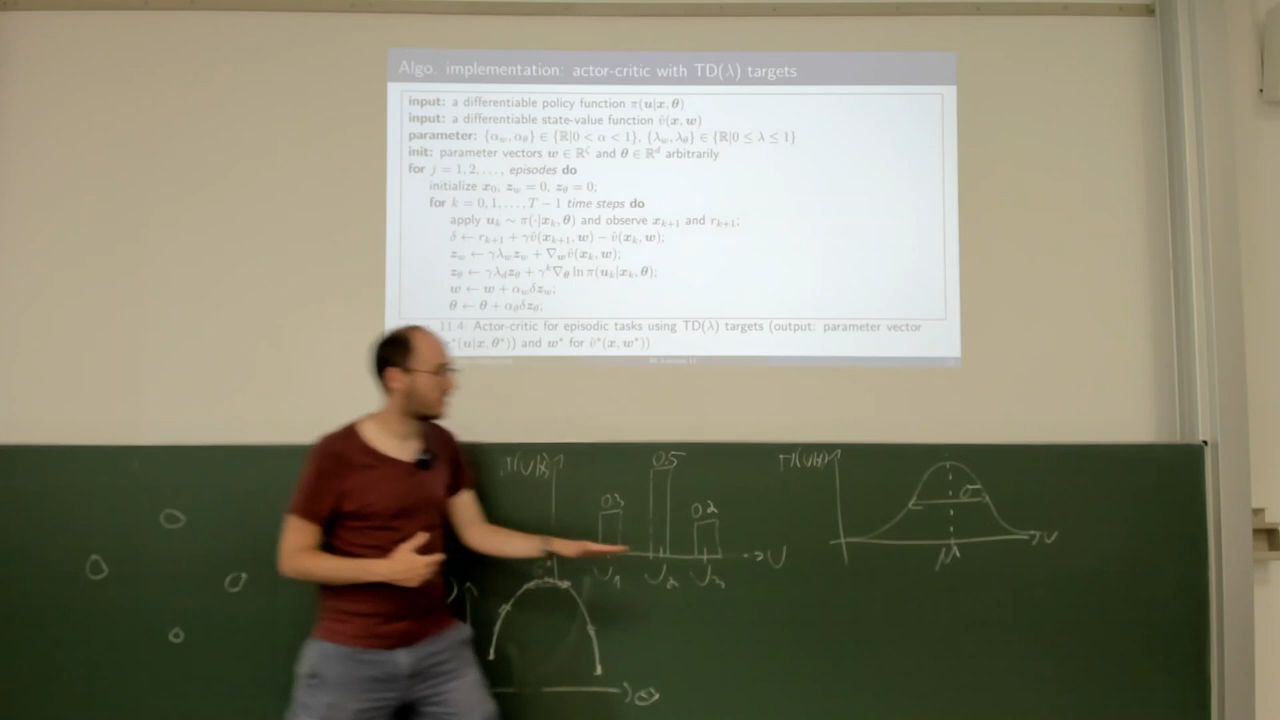 Algo. implementation: actor-critic with TD(λ) targets
input: a differentiable policy function π(u|x, θ)
input: a differentiable state-value function v̂(x, w)
parameter: {α_w, α_θ} ∈ {ℝ|0 < α < 1}, {λ_w, λ_θ} ∈ {ℝ|0 ≤ λ ≤ 1}
init: parameter vectors w ∈ ℝ^ζ and θ ∈ ℝ^d arbitrarily
for j = 1, 2, . . . , episodes do
initialize x₀, z_w = 0, z_θ = 0;
for k = 0, 1, . . . , T − 1 time steps do
apply u_k ∼ π(·|x_k, θ) and observe x_{k+1} and r_{k+1};
δ ← r_{k+1} + γv̂(x_{k+1}, w) − v̂(x_k, w);
z_w ← γλ_w z_w + ∇_w v̂(x_k, w);
z_θ ← γλ_θ z_θ + γ^k ∇_θ ln π(u_k|x_k, θ);
w ← w + α_w δz_w;
θ ← θ + α_θ δz_θ;
11.4: Actor-critic for episodic tasks using TD(λ) targets (output: parameter vector
*(u|x, θ*)) and w* for v̂*(x, w*))
0.5
0.3
0.2
U
U₁ U₂ U₃
Π(U|x)
σ
μ
U
θ